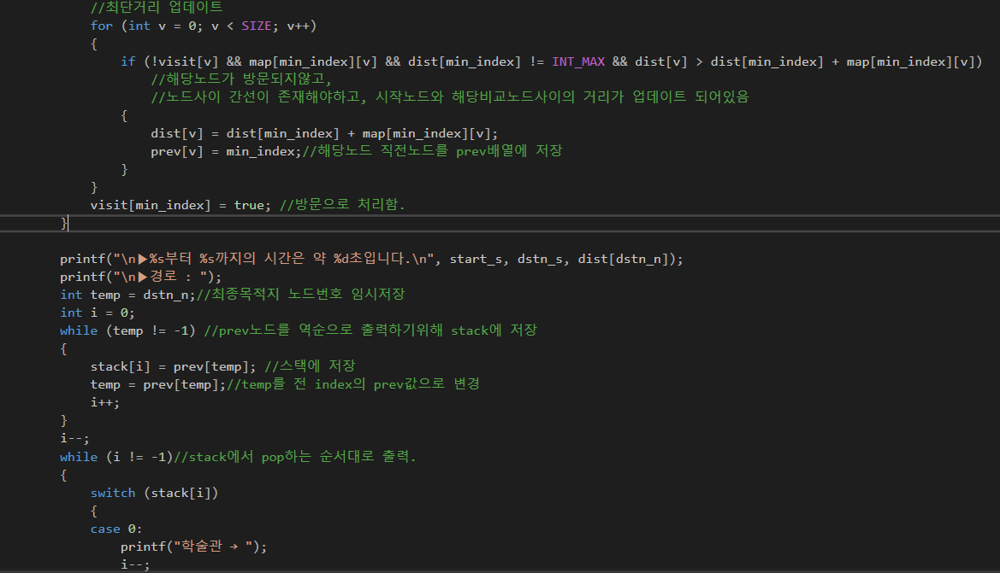 //최단거리 업데이트
for (int v = 0; v < SIZE; v++)
{
if (!visit[v] && map[min_index][v] && dist[min_index] != INT_MAX && dist[v] > dist[min_index] + map[min_index][v])
//해당노드가 방문되지않고,
//노드사이 간선이 존재해야하고, 시작노드와 해당비교노드사이의 거리가 업데이트 되어있음
{
dist[v] = dist[min_index] + map[min_index][v];
prev[v] = min_index;//해당노드 직전노드를 prev배열에 저장
}
}
visit[min_index] = true; //방문으로 처리함.
}
printf("\n▶%s부터 %s까지의 시간은 약 %d초입니다.\n", start_s, dstn_s, dist[dstn_n]);
printf("\n▶경로 : ");
int temp = dstn_n;//최종목적지 노드번호 임시저장
int i = 0;
while (temp != -1) //prev노드를 역순으로 출력하기위해 stack에 저장
{
stack[i] = prev[temp]; //스택에 저장
temp = prev[temp];//temp를 전 index의 prev값으로 변경
i++;
}
i--;
while (i != -1)//stack에서 pop하는 순서대로 출력.
{
switch (stack[i])
{
case 0:
printf("학술관 → ");
i--;